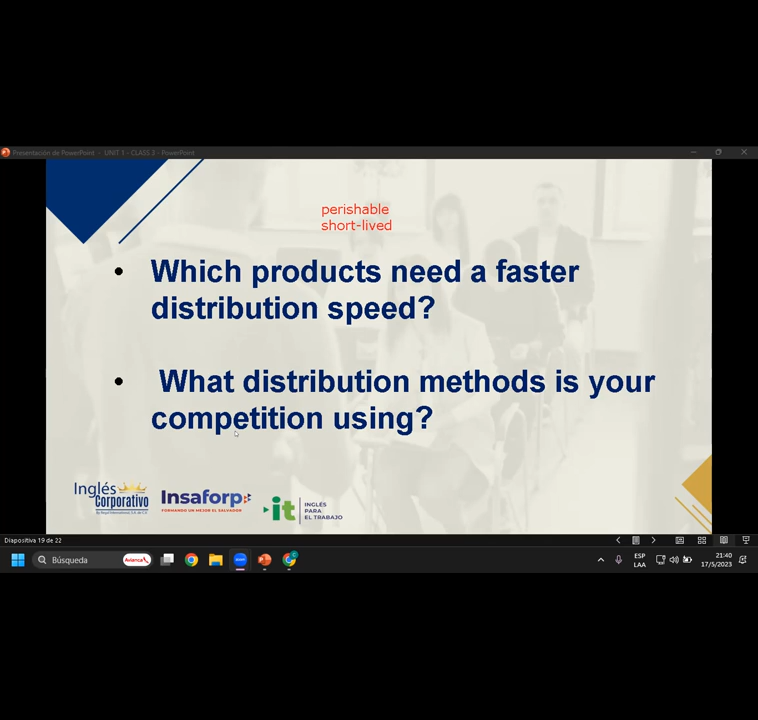 Presentación de PowerPoint - UNIT 1 - CLASS 2 - PowerPoint
perishable
short-lived
• Which products need a faster
distribution speed?
• What distribution methods is your
competition using?
Inglés
Corporativo
Insaforp
FORMANDO UN MEJOR EL SALVADOR
it
INGLÉS
PARA
EL TRABAJO
Diapositiva 19 de 22
Búsqueda
Avianca
ESP
LAA
21:40
17/5/2023